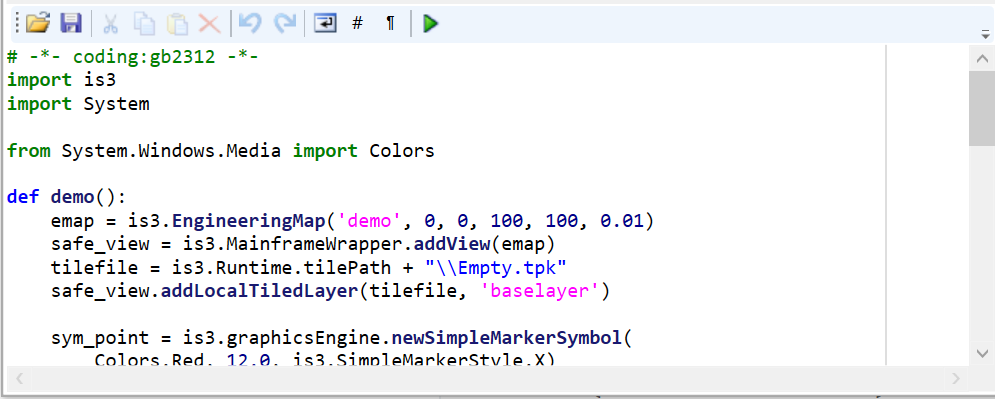 # ¶
# -*- coding:gb2312 -*-
import is3
import System

from System.Windows.Media import Colors

def demo():
    emap = is3.EngineeringMap('demo', 0, 0, 100, 100, 0.01)
    safe_view = is3.MainframeWrapper.addView(emap)
    tilefile = is3.Runtime.tilePath + "\\Empty.tpk"
    safe_view.addLocalTiledLayer(tilefile, 'baselayer')

    sym_point = is3.graphicsEngine.newSimpleMarkerSymbol(
        Colors.Red, 12.0, is3.SimpleMarkerStyle.X)